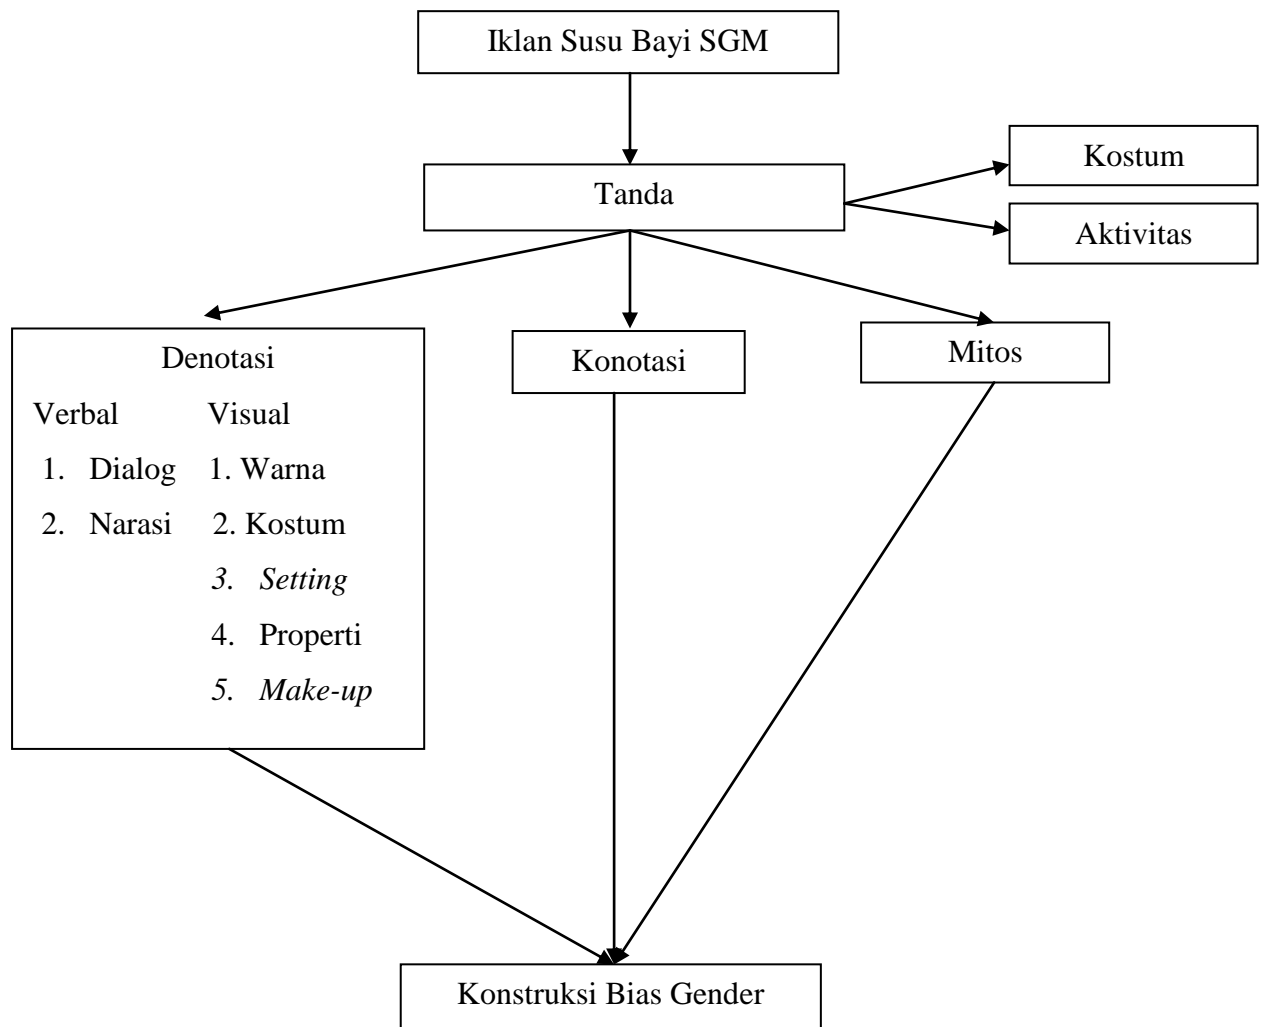 Iklan Susu Bayi SGM
Kostum
Tanda
Aktivitas
Denotasi
Verbal Visual
1. Dialog 1. Warna
2. Narasi 2. Kostum
3. Setting
4. Properti
5. Make-up
Konotasi
Mitos
Konstruksi Bias Gender